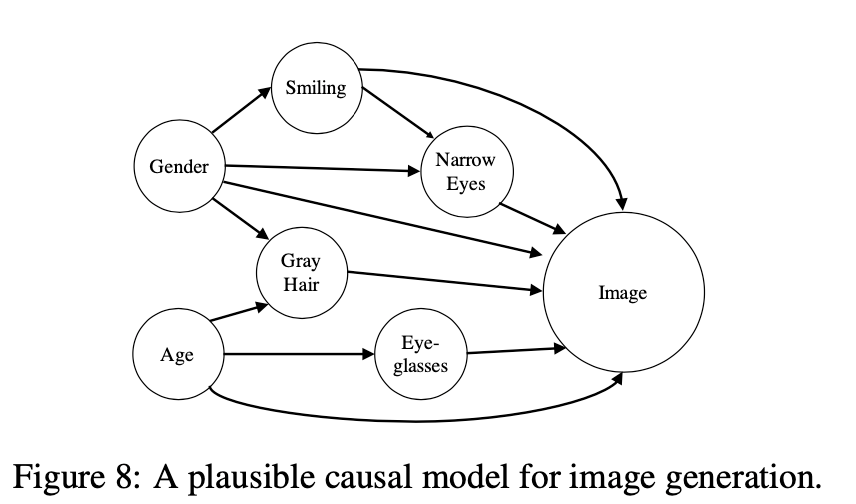 Smiling
Gender
Narrow
Eyes
Gray
Hair
Image
Age
Eye-
glasses
Figure 8: A plausible causal model for image generation.